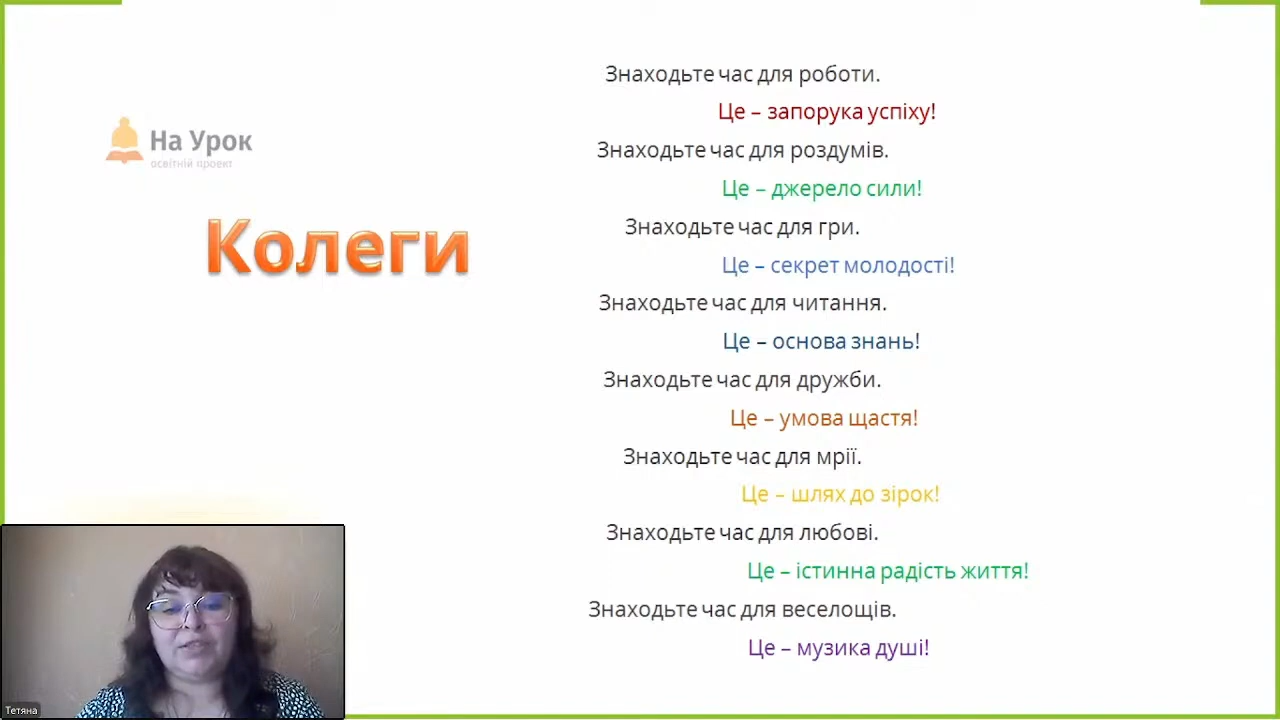 На Урок
освітній проект
Колеги
Знаходьте час для роботи.
Це – запорука успіху!
Знаходьте час для роздумів.
Це – джерело сили!
Знаходьте час для гри.
Це – секрет молодості!
Знаходьте час для читання.
Це – основа знань!
Знаходьте час для дружби.
Це – умова щастя!
Знаходьте час для мрії.
Це – шлях до зірок!
Знаходьте час для любові.
Це – істинна радість життя!
Знаходьте час для веселощів.
Це – музика душі!
Тетяна